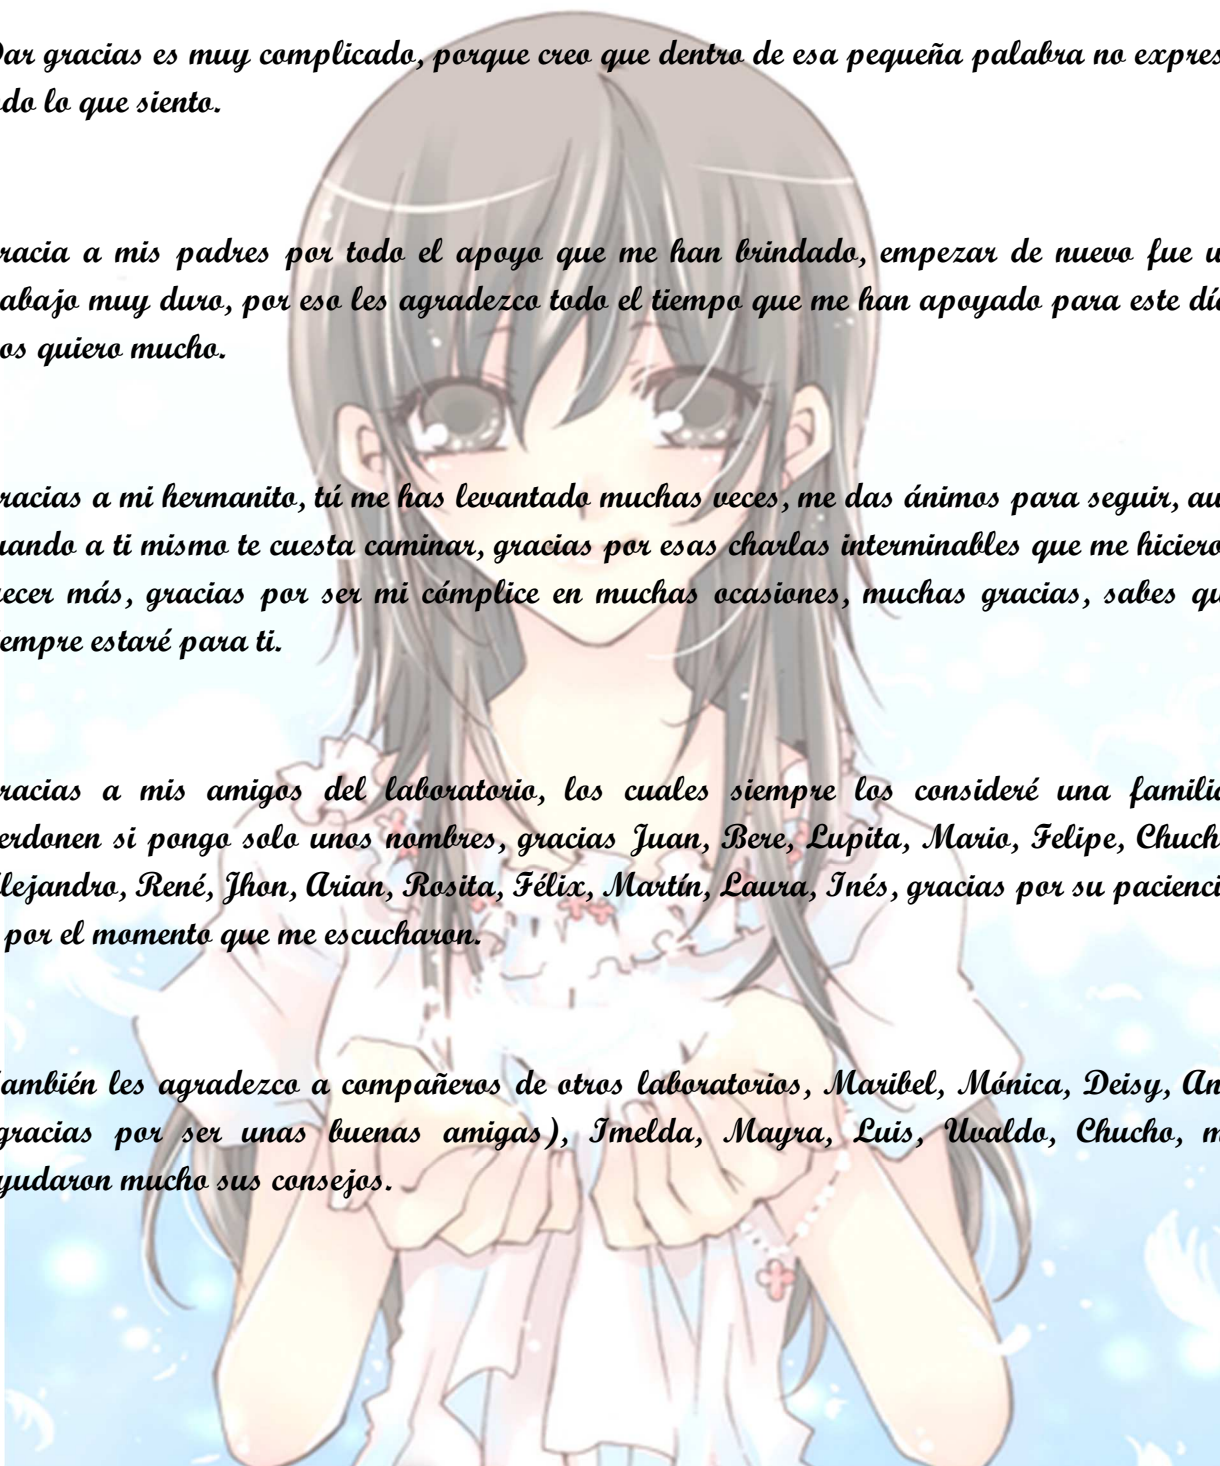 Dar gracias es muy complicado, porque creo que dentro de esa pequeña palabra no expres
do lo que siento.
racia a mis padres por todo el apoyo que me han brindado, empezar de nuevo fue u
abajo muy duro, por eso les agradezco todo el tiempo que me han apoyado para este dí
os quiero mucho.
racias a mi hermanito, tú me has levantado muchas veces, me das ánimos para seguir, au
uando a ti mismo te cuesta caminar, gracias por esas charlas interminables que me hiciero
ecer más, gracias por ser mi cómplice en muchas ocasiones, muchas gracias, sabes qu
empre estaré para ti.
racias a mis amigos del laboratorio, los cuales siempre los consideré una famili
erdonen si pongo solo unos nombres, gracias Juan, Bere, Lupita, Mario, Felipe, Chuch
lejandro, René, Jhon, Arian, Rosita, Félix, Martín, Laura, Inés, gracias por su pacienci
por el momento que me escucharon.
ambién les agradezco a compañeros de otros laboratorios, Maribel, Mónica, Deisy, An
gracias por ser unas buenas amigas), Imelda, Mayra, Luis, Uvaldo, Chucho, m
yudaron mucho sus consejos.